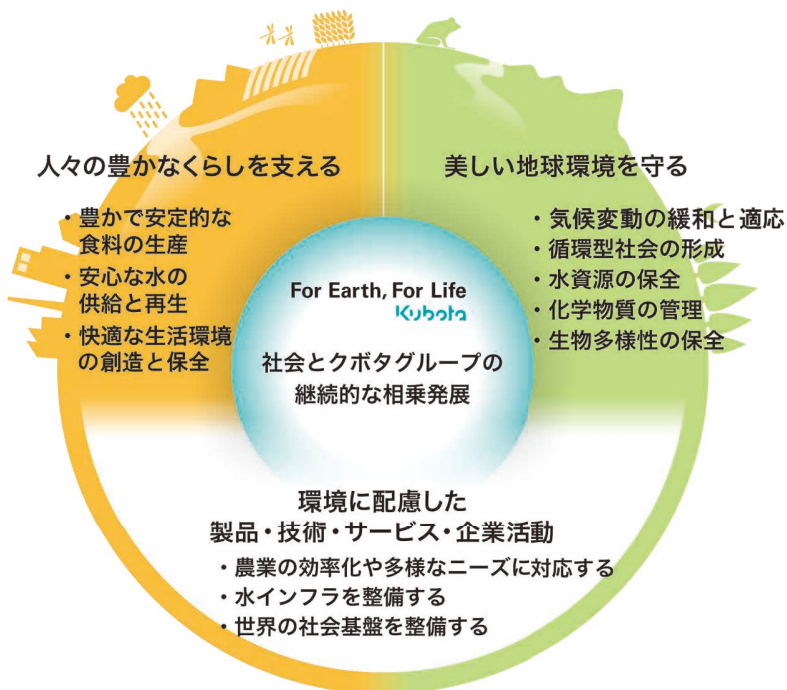 人々の豊かなくらしを支える
・豊かで安定的な
食料の生産
・安心な水の
供給と再生
・快適な生活環境
の創造と保全
美しい地球環境を守る
・気候変動の緩和と適応
・循環型社会の形成
・水資源の保全
・化学物質の管理
・生物多様性の保全
For Earth, For Life
Kubota
社会とクボタグループの
継続的な相乗発展
環境に配慮した
製品・技術・サービス・企業活動
・農業の効率化や多様なニーズに対応する
・水インフラを整備する
・世界の社会基盤を整備する